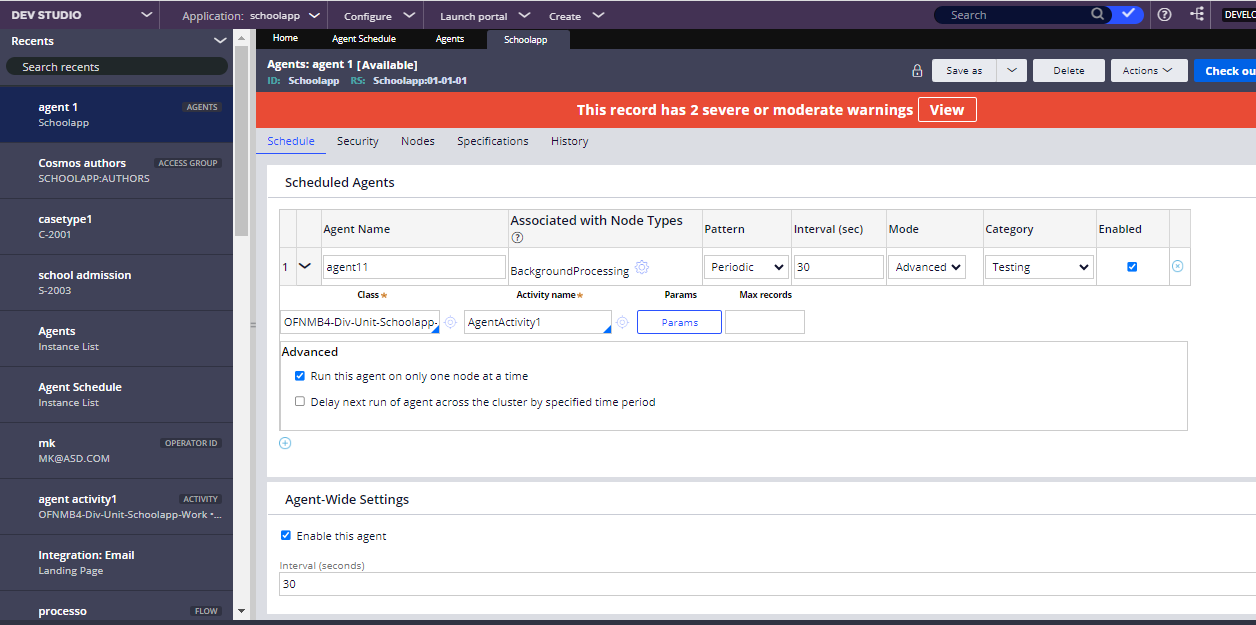 DEV STUDIO
Application: schoolapp
Configure
Launch portal
Create
Search
Recents
Search recents
agent 1
AGENTS
Schoolapp
Cosmos authors
ACCESS GROUP
SCHOOLAPP:AUTHORS
casetype1
C-2001
school admission
S-2003
Agents
Instance List
Agent Schedule
Instance List
mk
OPERATOR ID
MK@ASD.COM
agent activity1
ACTIVITY
OFNMB4-Div-Unit-Schoolapp-Work •...
Integration: Email
Landing Page
processo
FLOW
Home
Agent Schedule
Agents
Schoolapp
Agents: agent 1 [Available]
ID: Schoolapp RS: Schoolapp:01-01-01
Save as
Delete
Actions
Check ou
This record has 2 severe or moderate warnings View
Schedule
Security
Nodes
Specifications
History
Scheduled Agents
Agent Name
Associated with Node Types
Pattern
Interval (sec)
Mode
Category
Enabled
1
agent11
BackgroundProcessing
Periodic
30
Advanced
Testing
Class
Activity name
Params
Max records
OFNMB4-Div-Unit-Schoolapp-
AgentActivity1
Params
Advanced
Run this agent on only one node at a time
Delay next run of agent across the cluster by specified time period
Agent-Wide Settings
Enable this agent
Interval (seconds)
30